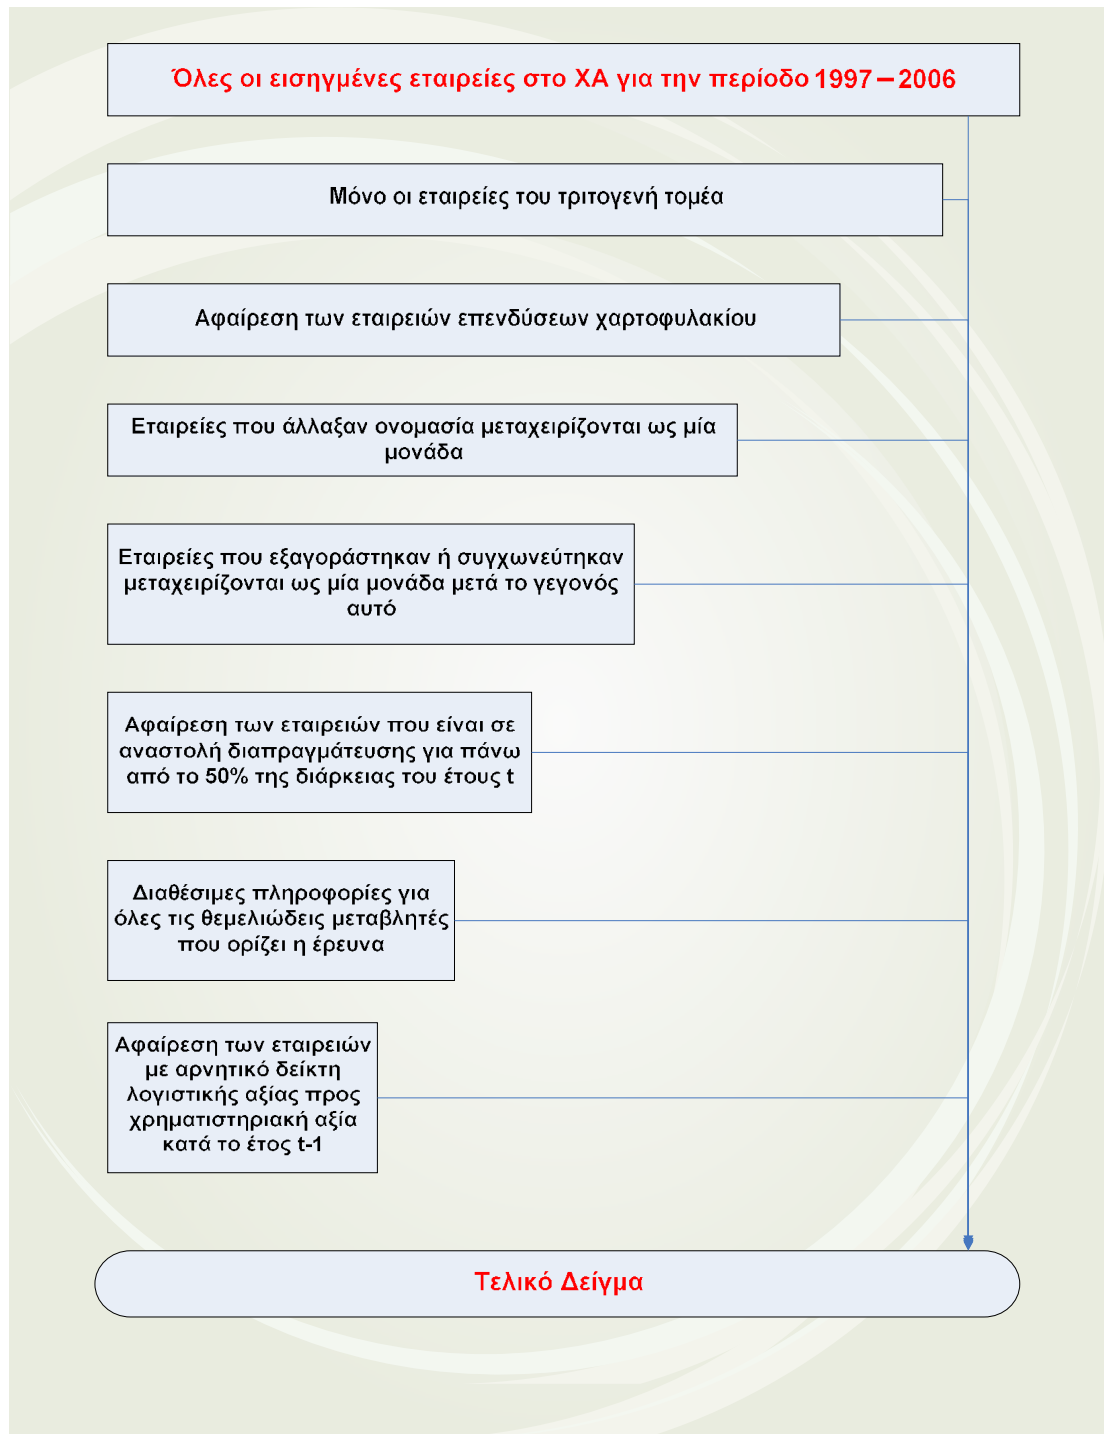 Όλες οι εισηγμένες εταιρείες στο ΧΑ για την περίοδο 1997 – 2006
Μόνο οι εταιρείες του τριτογενή τομέα
Αφαίρεση των εταιρειών επενδύσεων χαρτοφυλακίου
Εταιρείες που άλλαξαν ονομασία μεταχειρίζονται ως μία
μονάδα
Εταιρείες που εξαγοράστηκαν ή συγχωνεύτηκαν
μεταχειρίζονται ως μία μονάδα μετά το γεγονός
αυτό
Αφαίρεση των εταιρειών που είναι σε
αναστολή διαπραγμάτευσης για πάνω
από το 50% της διάρκειας του έτους t
Διαθέσιμες πληροφορίες για
όλες τις θεμελιώδεις μεταβλητές
που ορίζει η έρευνα
Αφαίρεση των εταιρειών
με αρνητικό δείκτη
λογιστικής αξίας προς
χρηματιστηριακή αξία
κατά το έτος t-1
Τελικό Δείγμα